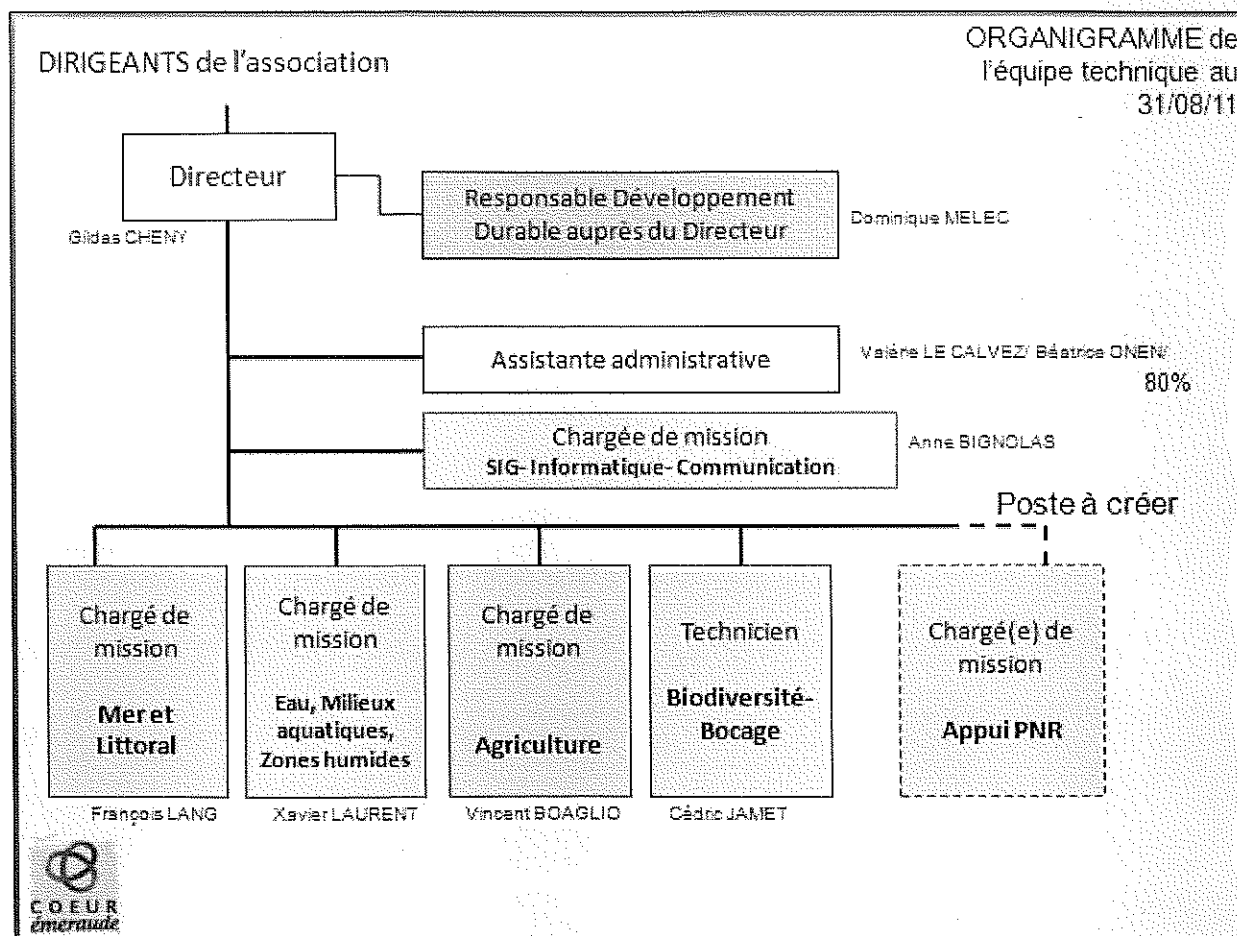 DIRIGEANTS de l'association
ORGANIGRAMME de
l'équipe technique au
31/08/11
Directeur
Gildas CHENY
Responsable Développement
Durable auprès du Directeur
Dominique MELEC
Assistante administrative
Valérie LE CALVEZ/ Béatrice
80%
Chargée de mission
SIG- Informatique- Communication
Anne BIGNOLAS
Poste à créer
Chargé de
mission
Mer et
Littoral
François LANG
Chargé de
mission
Eau, Milieux
aquatiques,
Zones humides
Xavier LAURENT
Chargé de
mission
Agriculture
Vincent BOAGLIO
Technicien
Biodiversité-
Bocage
Cédric JAMET
Chargé(e) de
mission
Appui PNR
COEUR
émeraude